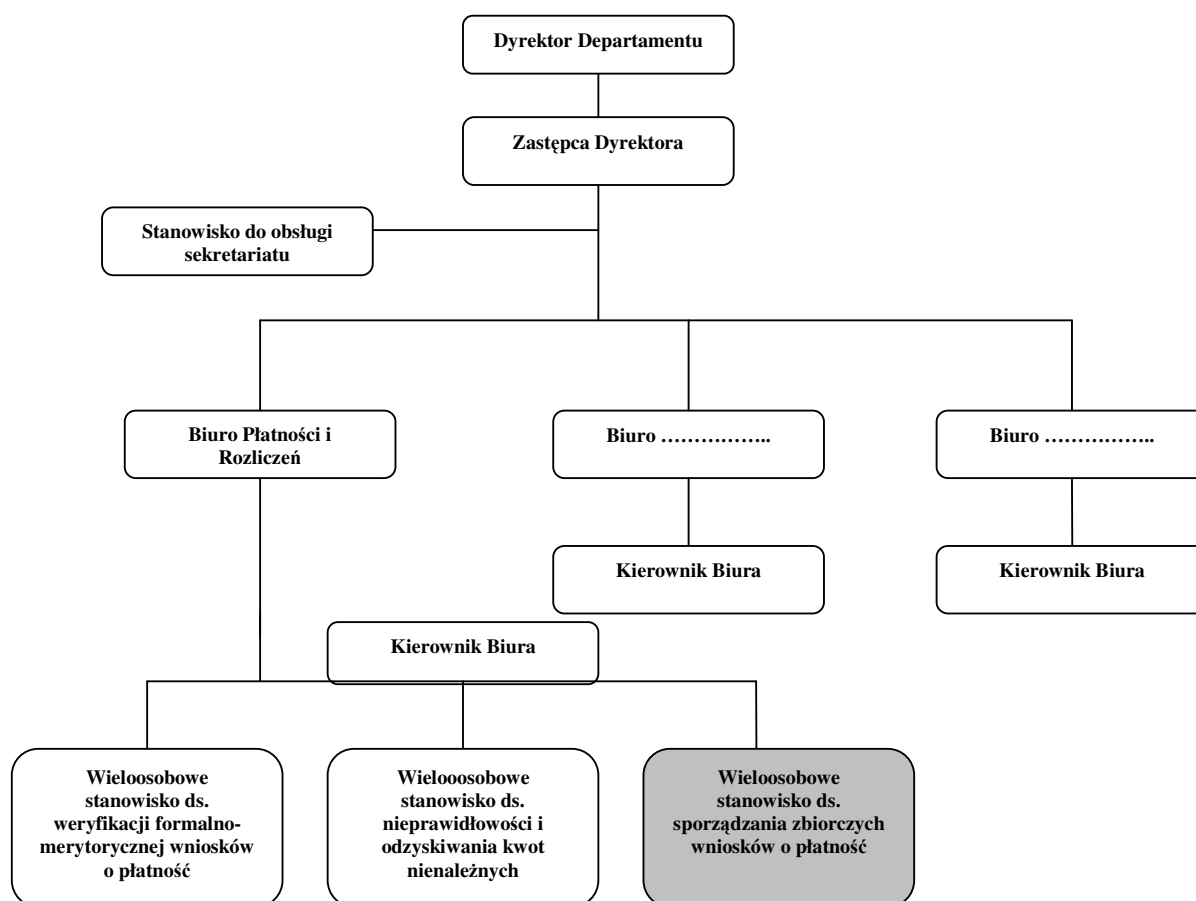 Dyrektor Departamentu
Zastępca Dyrektora
Stanowisko do obsługi
sekretariatu
Biuro Płatności i
Rozliczeń
Biuro ……………..
Biuro ……………..
Kierownik Biura
Kierownik Biura
Kierownik Biura
Wieloosobowe
stanowisko ds.
weryfikacji formalno-
merytorycznej wniosków
o płatność
Wielooosobowe
stanowisko ds.
nieprawidłowości i
odzyskiwania kwot
nienależnych
Wieloosobowe
stanowisko ds.
sporządzania zbiorczych
wniosków o płatność